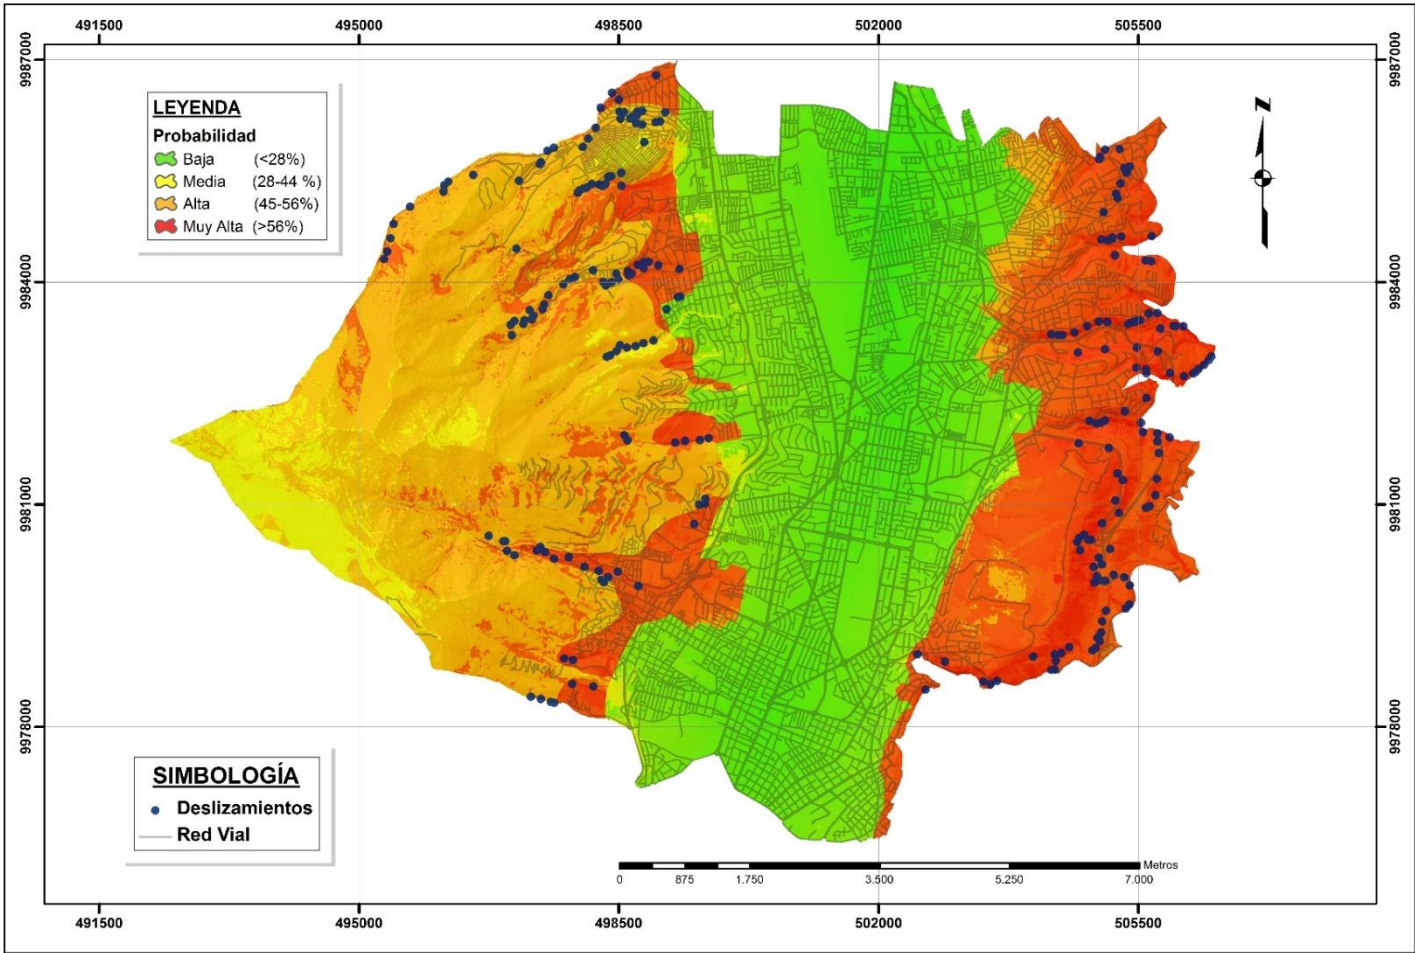 491500 495000 498500 502000 505500
9987000 9987000
LEYENDA
Probabilidad
Baja (<28%)
Media (28-44 %)
Alta (45-56%)
Muy Alta (>56%)
N
9984000 9984000
9981000 9981000
9978000 9978000
SIMBOLOGÍA
Deslizamientos
Red Vial
Metros
0 875 1.750 3.500 5.250 7.000
491500 495000 498500 502000 505500